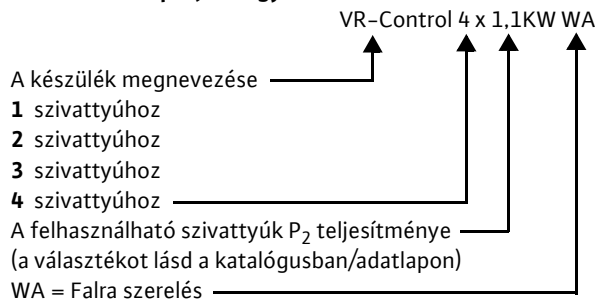 VR-Control 4 x 1,1KW WA
A készülék megnevezése
1 szivattyúhoz
2 szivattyúhoz
3 szivattyúhoz
4 szivattyúhoz
A felhasználható szivattyúk P2 teljesítménye
(a választékot lásd a katalógusban/adatlapon)
WA = Falra szerelés